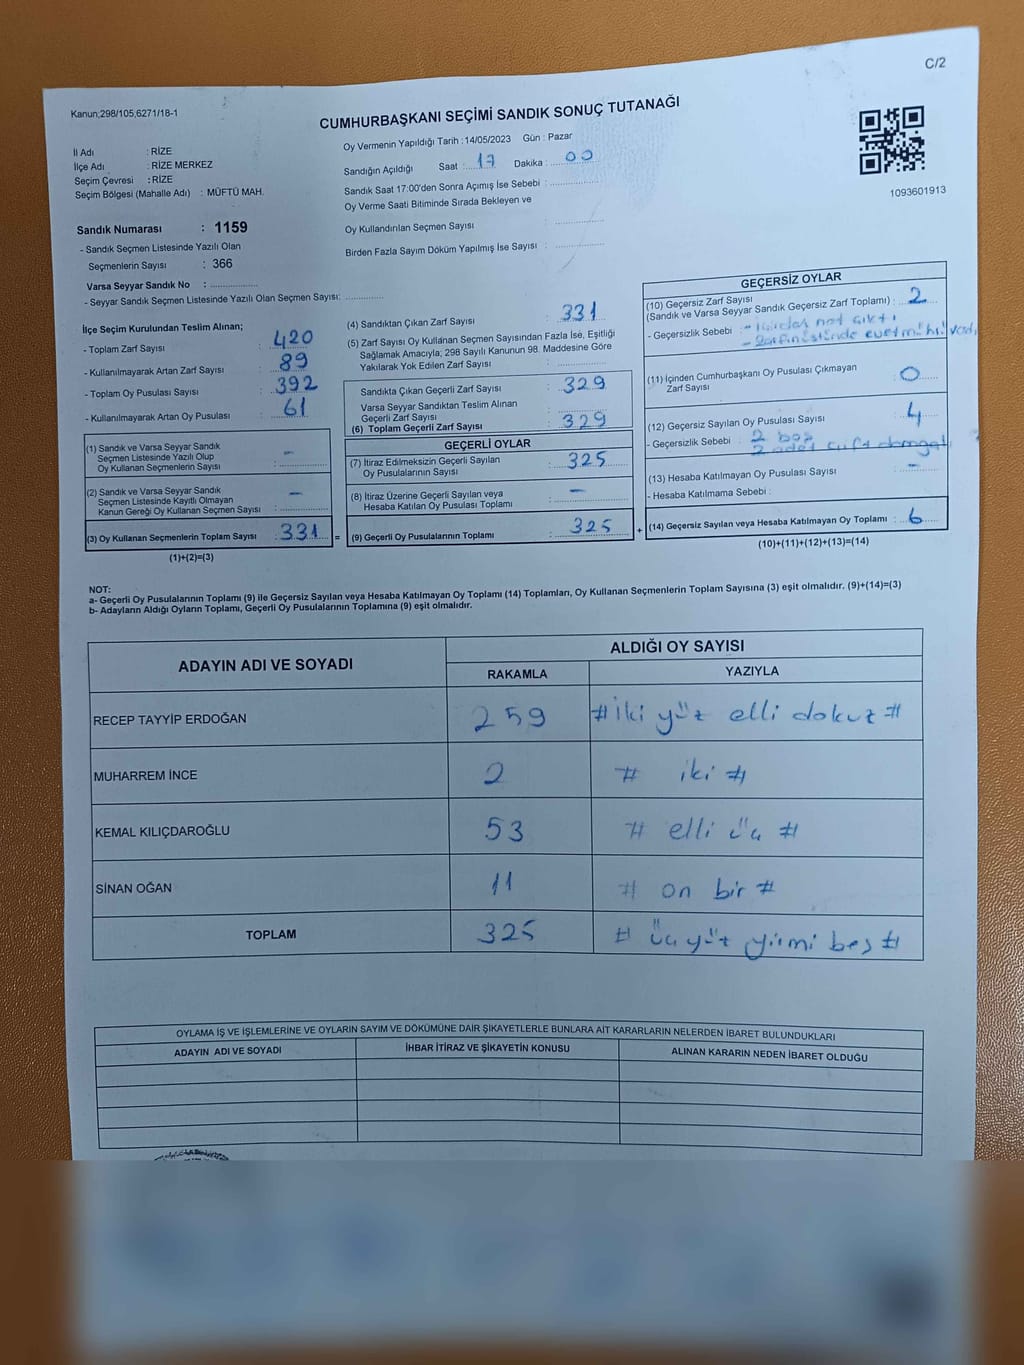 C/2
Kanun;298/105,6271/18-1
CUMHURBAŞKANI SEÇİMİ SANDIK SONUÇ TUTANAĞI
1093601913
İl Adı : RİZE
İlçe Adı : RİZE MERKEZ
Seçim Çevresi : RİZE
Seçim Bölgesi (Mahalle Adı) : MÜFTÜ MAH.
Oy Vermenin Yapıldığı Tarih : 14/05/2023 Gün : Pazar
Sandığın Açıldığı Saat : 17 Dakika : 00
Sandık Saat 17:00'den Sonra Açımış İse Sebebi :
Oy Verme Saati Bitiminde Sırada Bekleyen ve
Oy Kullandırılan Seçmen Sayısı :
Birden Fazla Sayım Döküm Yapılmış İse Sayısı :
Sandık Numarası : 1159
- Sandık Seçmen Listesinde Yazılı Olan
Seçmenlerin Sayısı : 366
Varsa Seyyar Sandık No :
- Seyyar Sandık Seçmen Listesinde Yazılı Olan Seçmen Sayısı:
İlçe Seçim Kurulundan Teslim Alınan;
- Toplam Zarf Sayısı : 420
- Kullanılmayarak Artan Zarf Sayısı : 89
- Toplam Oy Pusulası Sayısı : 392
- Kullanılmayarak Artan Oy Pusulası : 61
(1) Sandık ve Varsa Seyyar Sandık
Seçmen Listesinde Yazılı Olup
Oy Kullanan Seçmenlerin Sayısı : -
(2) Sandık ve Varsa Seyyar Sandık
Seçmen Listesinde Kayıtlı Olmayan
Kanun Gereği Oy Kullanan Seçmen Sayısı : -
(3) Oy Kullanan Seçmenlerin Toplam Sayısı : 331 =
(1)+(2)=(3)
(4) Sandıktan Çıkan Zarf Sayısı : 331
(5) Zarf Sayısı Oy Kullanan Seçmen Sayısından Fazla İse, Eşitliği
Sağlamak Amacıyla; 298 Sayılı Kanunun 98. Maddesine Göre
Yakılarak Yok Edilen Zarf Sayısı :
Sandıkta Çıkan Geçerli Zarf Sayısı : 329
Varsa Seyyar Sandıktan Teslim Alınan
Geçerli Zarf Sayısı :
(6) Toplam Geçerli Zarf Sayısı : 329
GEÇERLİ OYLAR
(7) İtiraz Edilmeksizin Geçerli Sayılan
Oy Pusulalarının Sayısı : 325
(8) İtiraz Üzerine Geçerli Sayılan veya
Hesaba Katılan Oy Pusulası Toplamı : -
(9) Geçerli Oy Pusulalarının Toplamı : 325 +
GEÇERSİZ OYLAR
(10) Geçersiz Zarf Sayısı
(Sandık ve Varsa Seyyar Sandık Geçersiz Zarf Toplamı) : 2
- Geçersizlik Sebebi : - içinden not çıktı
- Zarfın üstünde evet mührü vadı
(11) İçinden Cumhurbaşkanı Oy Pusulası Çıkmayan
Zarf Sayısı : 0
(12) Geçersiz Sayılan Oy Pusulası Sayısı : 4
- Geçersizlik Sebebi : 2 boş
2 adet çift damgalı
(13) Hesaba Katılmayan Oy Pusulası Sayısı : -
- Hesaba Katılmama Sebebi :
(14) Geçersiz Sayılan veya Hesaba Katılmayan Oy Toplamı : 6
(10)+(11)+(12)+(13)=(14)
NOT:
a- Geçerli Oy Pusulalarının Toplamı (9) ile Geçersiz Sayılan veya Hesaba Katılmayan Oy Toplamı (14) Toplamları, Oy Kullanan Seçmenlerin Toplam Sayısına (3) eşit olmalıdır. (9)+(14)=(3)
b- Adayların Aldığı Oyların Toplamı, Geçerli Oy Pusulalarının Toplamına (9) eşit olmalıdır.
ADAYIN ADI VE SOYADI ALDIĞI OY SAYISI
RAKAMLA YAZIYLA
RECEP TAYYİP ERDOĞAN 259 # iki yüz elli dokuz #
MUHARREM İNCE 2 # iki #
KEMAL KILIÇDAROĞLU 53 # elli üç #
SİNAN OĞAN 11 # on bir #
TOPLAM 325 # üç yüz yirmi beş #
OYLAMA İŞ VE İŞLEMLERİNE VE OYLARIN SAYIM VE DÖKÜMÜNE DAİR ŞİKAYETLERLE BUNLARA AİT KARARLARIN NELERDEN İBARET BULUNDUKLARI
ADAYIN ADI VE SOYADI İHBAR İTİRAZ VE ŞİKAYETİN KONUSU ALINAN KARARIN NEDEN İBARET OLDUĞU